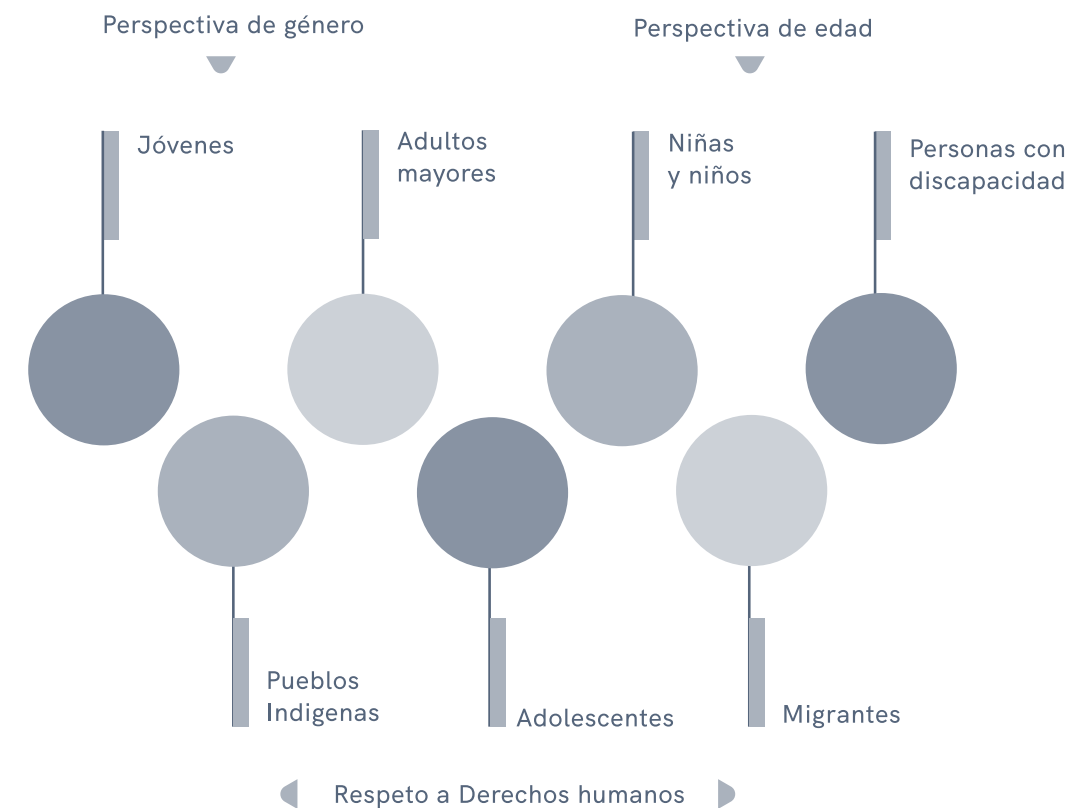 Perspectiva de género
Perspectiva de edad
Jóvenes
Adultos
mayores
Niñas
y niños
Personas con
discapacidad
Pueblos
Indigenas
Adolescentes
Migrantes
Respeto a Derechos humanos